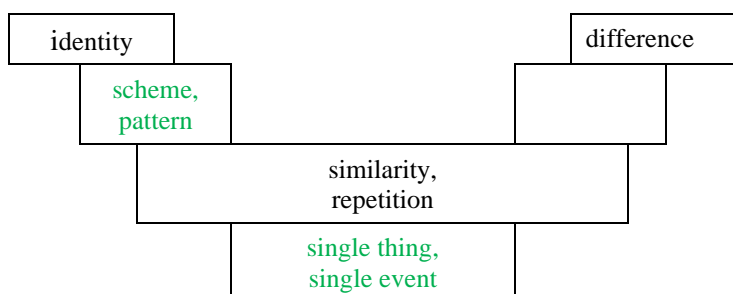 identity
difference
scheme,
pattern
similarity,
repetition
single thing,
single event